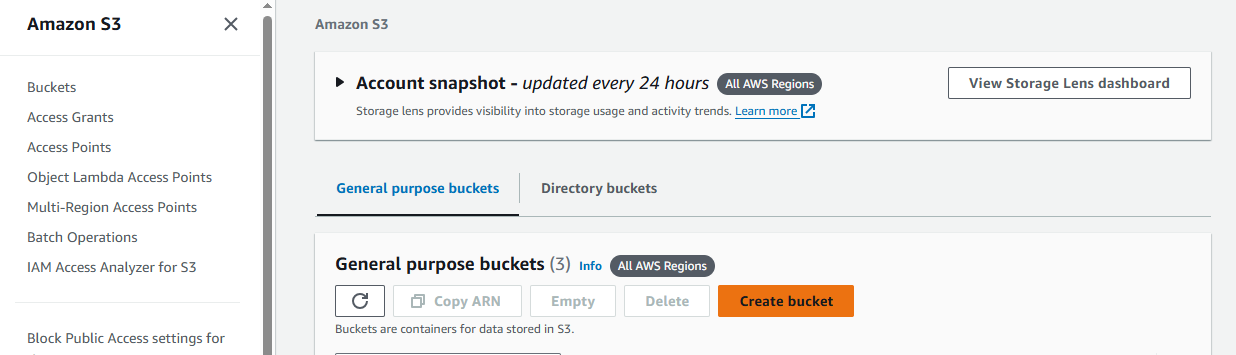 Amazon S3
Buckets
Access Grants
Access Points
Object Lambda Access Points
Multi-Region Access Points
Batch Operations
IAM Access Analyzer for S3
Block Public Access settings for
Amazon S3
Account snapshot - updated every 24 hours All AWS Regions
View Storage Lens dashboard
Storage lens provides visibility into storage usage and activity trends. Learn more
General purpose buckets Directory buckets
General purpose buckets (3) Info All AWS Regions
Copy ARN Empty Delete Create bucket
Buckets are containers for data stored in S3.